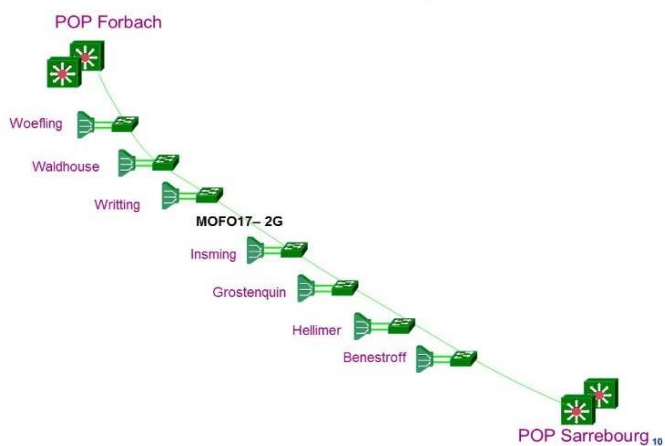 POP Forbach
Woefling
Waldhouse
Writting
MOFO17– 2G
Insming
Grostenquin
Hellimer
Benestroff
POP Sarrebourg
10